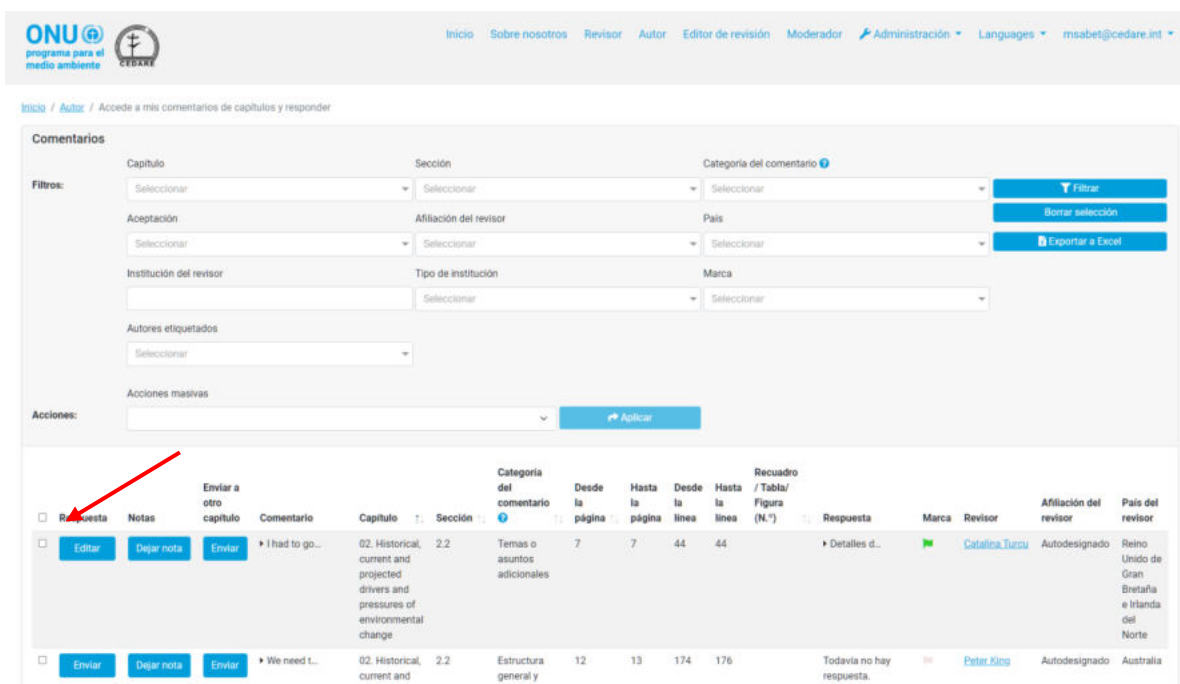 ONU
programa para el
medio ambiente
CEDARE
Inicio Sobre nosotros Revisor Autor Editor de revisión Moderador Administración Languages msabet@cedare.int
Inicio / Autor / Accede a mis comentarios de capítulos y responder
Comentarios
Capítulo Sección Categoría del comentario
Filtros: Seleccionar Seleccionar Seleccionar Filtrar
Borrar selección
Aceptación Afiliación del revisor País
Seleccionar Seleccionar Seleccionar Exportar a Excel
Institución del revisor Tipo de institución Marca
Seleccionar Seleccionar
Autores etiquetados
Seleccionar
Acciones masivas
Acciones: Aplicar
Respuesta
Notas
Enviar a
otro
capítulo
Comentario
Capítulo
Sección
Categoría
del
comentario
Desde
la
página
Hasta
la
página
Desde
la
línea
Hasta
la
línea
Recuadro
/ Tabla/
Figura
(N.º)
Respuesta
Marca
Revisor
Afiliación del
revisor
País del
revisor
Editar
Dejar nota
Enviar
I had to go...
02. Historical,
current and
projected
drivers and
pressures of
environmental
change
2.2
Temas o
asuntos
adicionales
7
7
44
44
Detalles d...
Catalina Turcu
Autodesignado
Reino
Unido de
Gran
Bretaña
e Irlanda
del
Norte
Enviar
Dejar nota
Enviar
We need t...
02. Historical,
current and
2.2
Estructura
general y
12
13
174
176
Todavía no hay
respuesta.
Peter King
Autodesignado
Australia